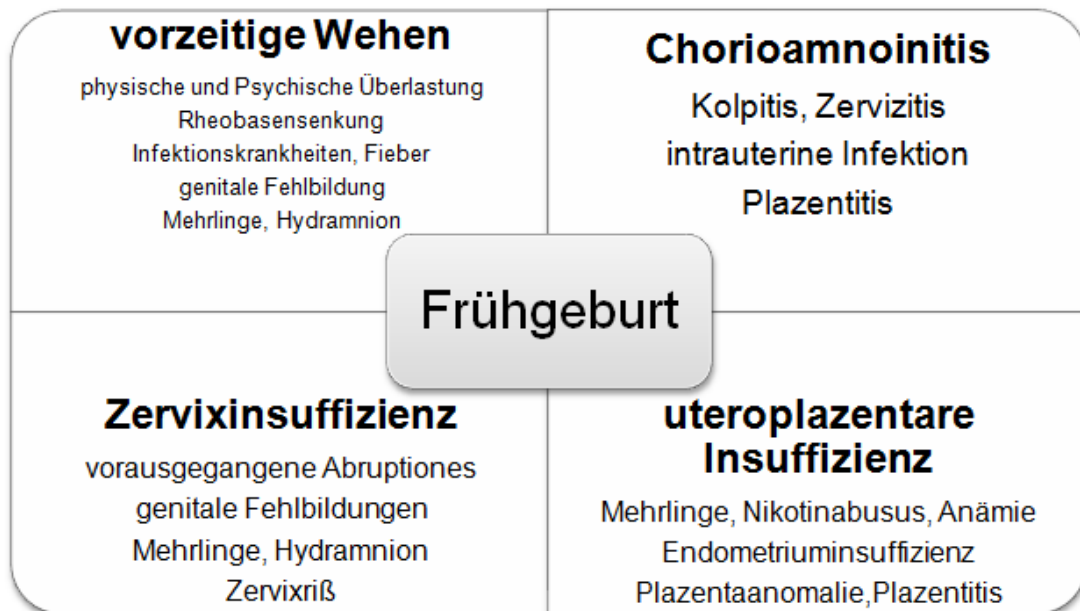 vorzeitige Wehen
physische und Psychische Überlastung
Rheobasensenkung
Infektionskrankheiten, Fieber
genitale Fehlbildung
Mehrlinge, Hydramnion
Chorioamnoinitis
Kolpitis, Zervizitis
intrauterine Infektion
Plazentitis
Frühgeburt
Zervixinsuffizienz
vorausgegangene Abruptiones
genitale Fehlbildungen
Mehrlinge, Hydramnion
Zervixriß
uteroplazentare
Insuffizienz
Mehrlinge, Nikotinabusus, Anämie
Endometriuminsuffizienz
Plazentaanomalie,Plazentitis